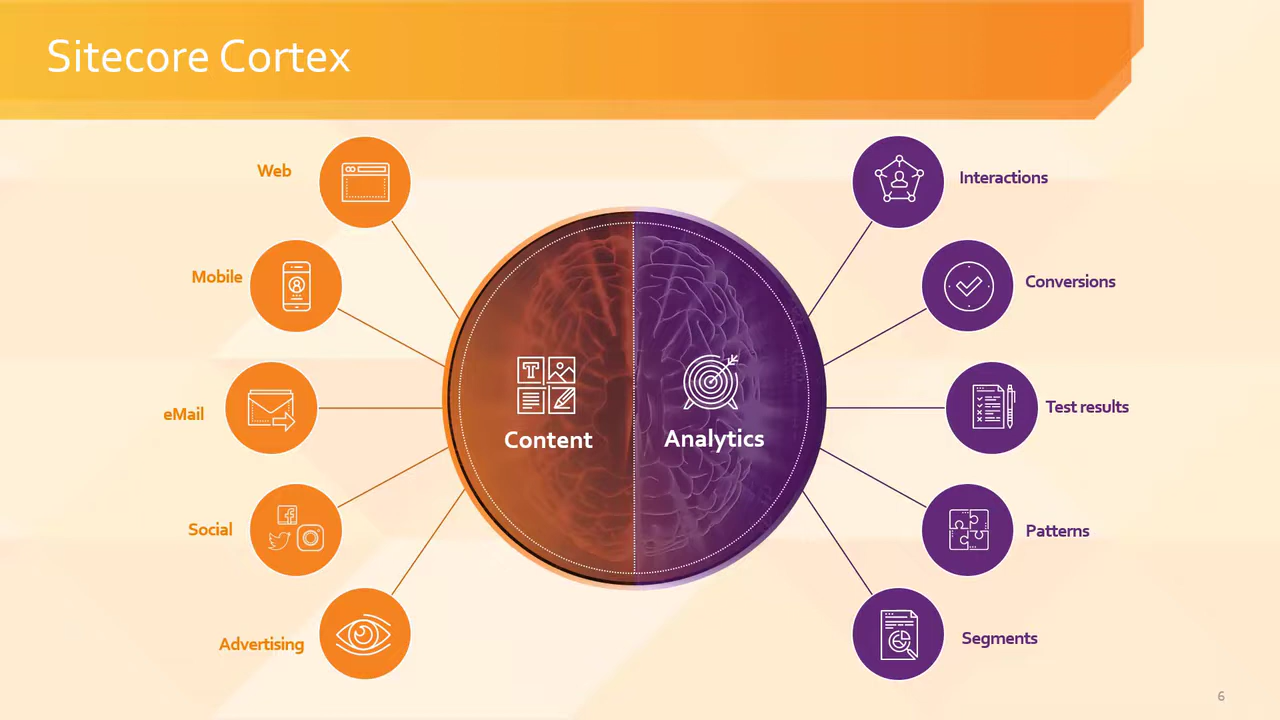 Sitecore Cortex
Web
Mobile
eMail
Social
Advertising
Content
Analytics
Interactions
Conversions
Test results
Patterns
Segments
6